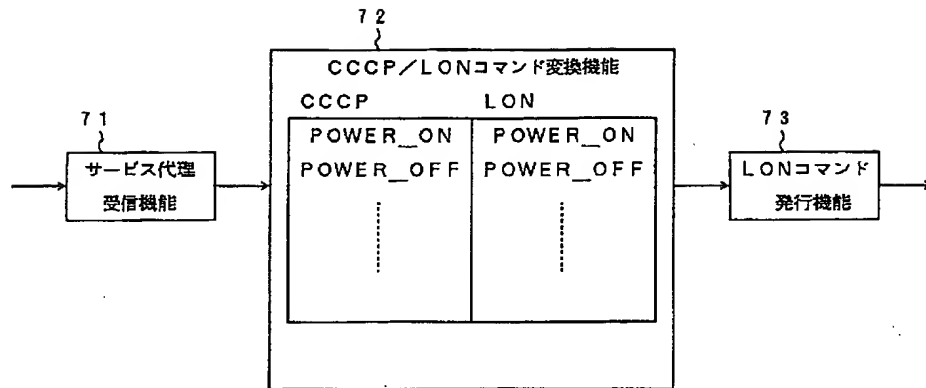 ７２
ＣＣＣＰ／ＬＯＮコマンド変換機能
ＣＣＣＰ ＬＯＮ
ＰＯＷＥＲ＿ＯＮ ＰＯＷＥＲ＿ＯＮ
ＰＯＷＥＲ＿ＯＦＦ ＰＯＷＥＲ＿ＯＦＦ
７１
サービス代理
受信機能
７３
ＬＯＮコマンド
発行機能